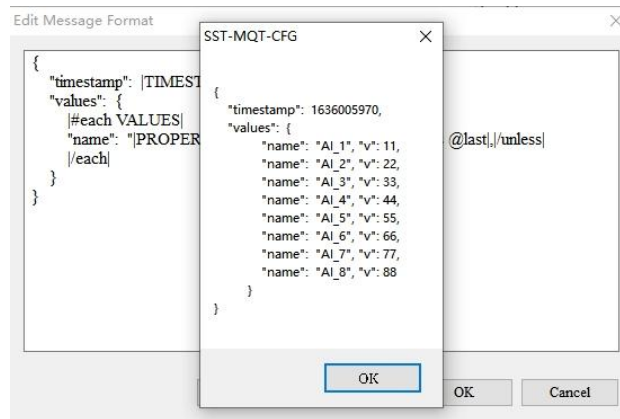 Edit Message Format
{
"timestamp": |TIMEST
"values": {
|#each VALUES|
"name": "|PROPER
@last|,|/unless|
|/each|
}
}
OK
Cancel
SST-MQT-CFG
{
"timestamp": 1636005970,
"values": {
"name": "AI_1", "v": 11,
"name": "AI_2", "v": 22,
"name": "AI_3", "v": 33,
"name": "AI_4", "v": 44,
"name": "AI_5", "v": 55,
"name": "AI_6", "v": 66,
"name": "AI_7", "v": 77,
"name": "AI_8", "v": 88
}
}
OK